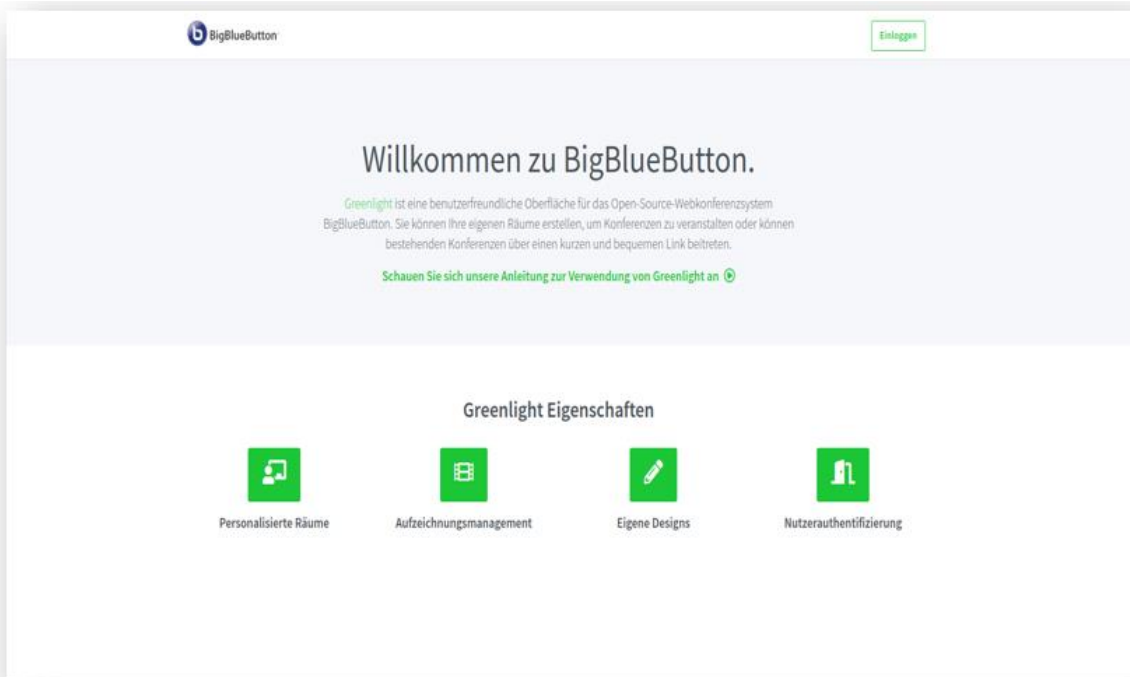 BigBlueButton
Einloggen
Willkommen zu BigBlueButton.
Greenlight ist eine benutzerfreundliche Oberfläche für das Open-Source-Webkonferenzsystem
BigBlueButton. Sie können Ihre eigenen Räume erstellen, um Konferenzen zu veranstalten oder können
bestehenden Konferenzen über einen kurzen und bequemen Link beitreten.
Schauen Sie sich unsere Anleitung zur Verwendung von Greenlight an
Greenlight Eigenschaften
Personalisierte Räume
Aufzeichnungsmanagement
Eigene Designs
Nutzerauthentifizierung